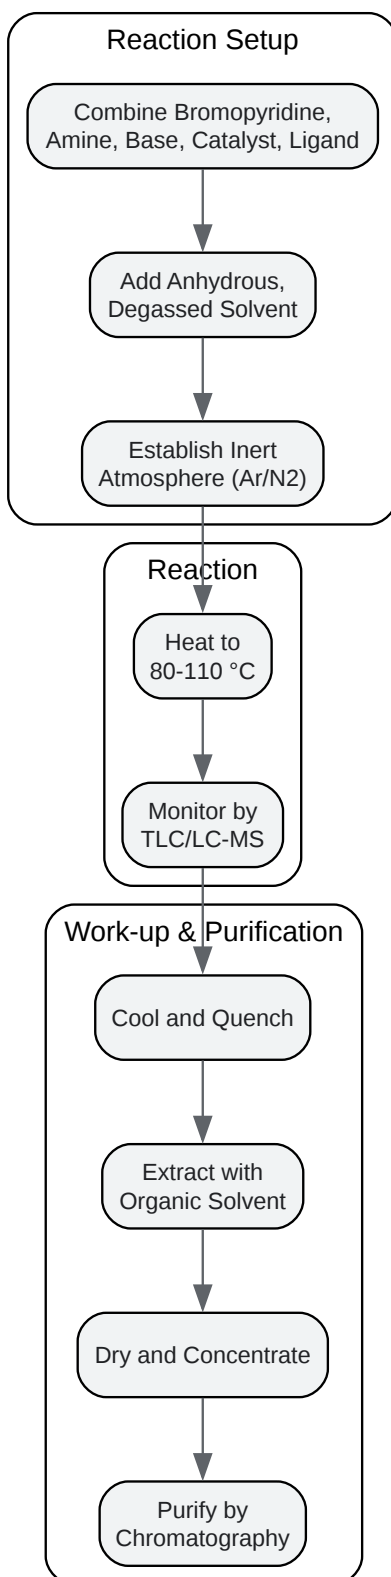 Reaction Setup
Combine Bromopyridine,
Amine, Base, Catalyst, Ligand
Add Anhydrous,
Degassed Solvent
Establish Inert
Atmosphere (Ar/N2)
Reaction
Heat to
80-110 °C
Monitor by
TLC/LC-MS
Work-up & Purification
Cool and Quench
Extract with
Organic Solvent
Dry and Concentrate
Purify by
Chromatography